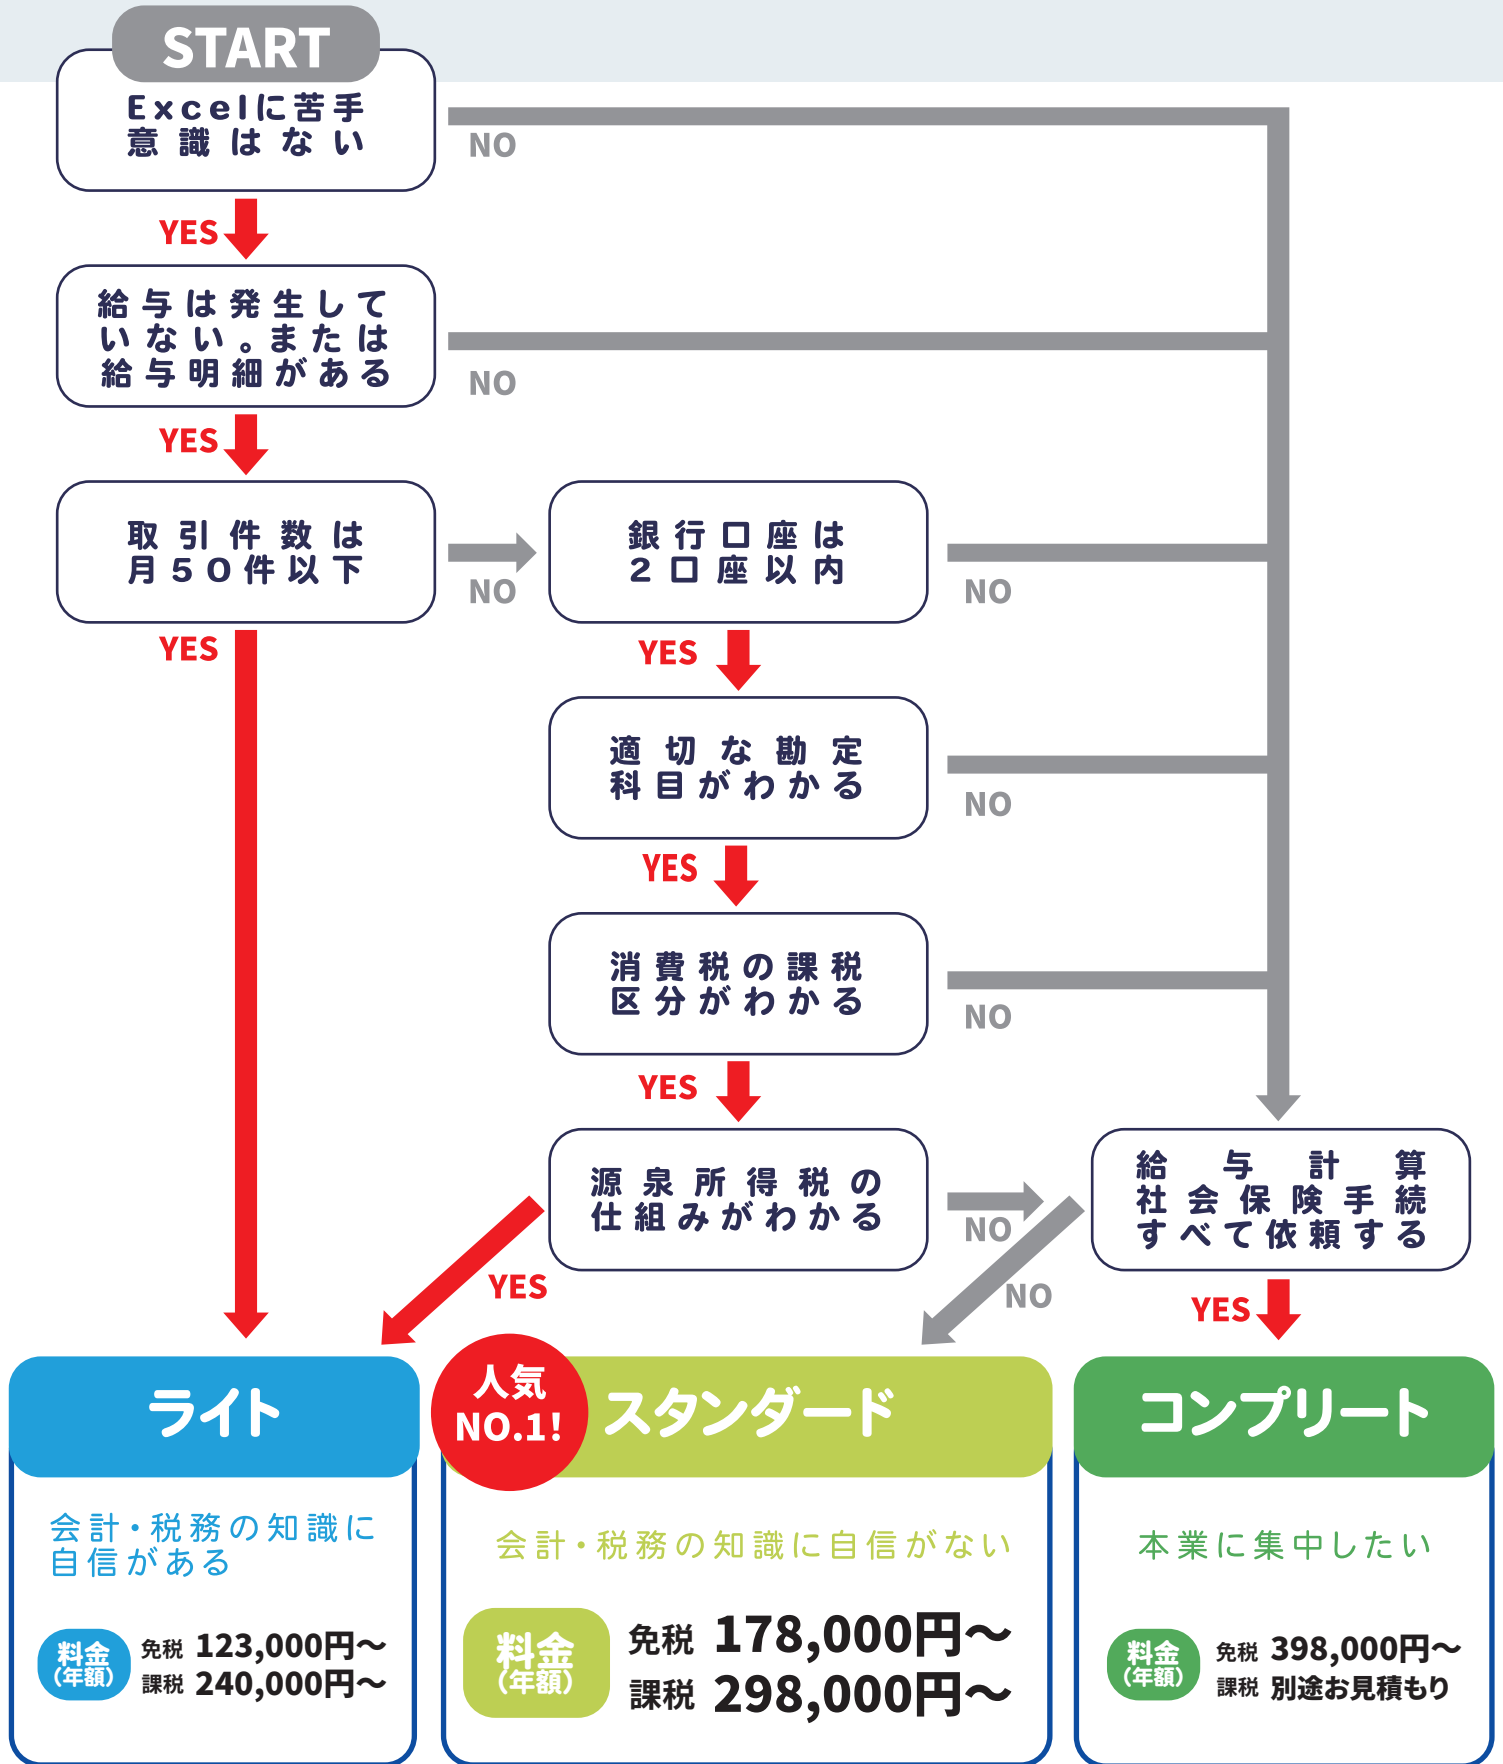 START
Excelに苦手
意識はない
NO
YES
給与は発生して
いない。または
給与明細がある
NO
YES
取引件数は
月50件以下
NO
YES
銀行口座は
2口座以内
NO
YES
適切な勘定
科目がわかる
NO
YES
消費税の課税
区分がわかる
NO
YES
源泉所得税の
仕組みがわかる
NO
YES
給与計算
社会保険手続
すべて依頼する
NO
YES
ライト
会計・税務の知識に
自信がある
料金
(年額)
免税 123,000円〜
課税 240,000円〜
人気
NO.1!
スタンダード
会計・税務の知識に自信がない
料金
(年額)
免税 178,000円〜
課税 298,000円〜
コンプリート
本業に集中したい
料金
(年額)
免税 398,000円〜
課税 別途お見積もり